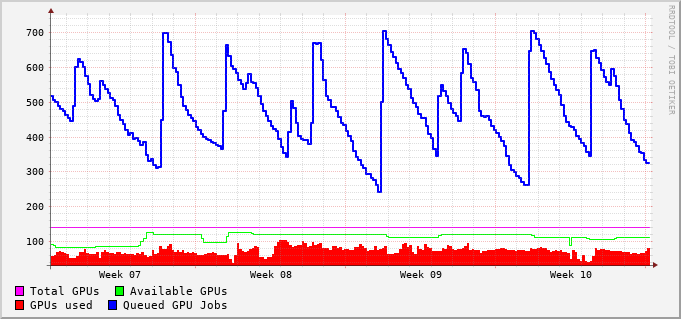 700
600
500
400
300
200
100
Week 07 Week 08 Week 09 Week 10
Total GPUs Available GPUs
GPUs used Queued GPU Jobs
RRDTOOL / TOBI OETIKER